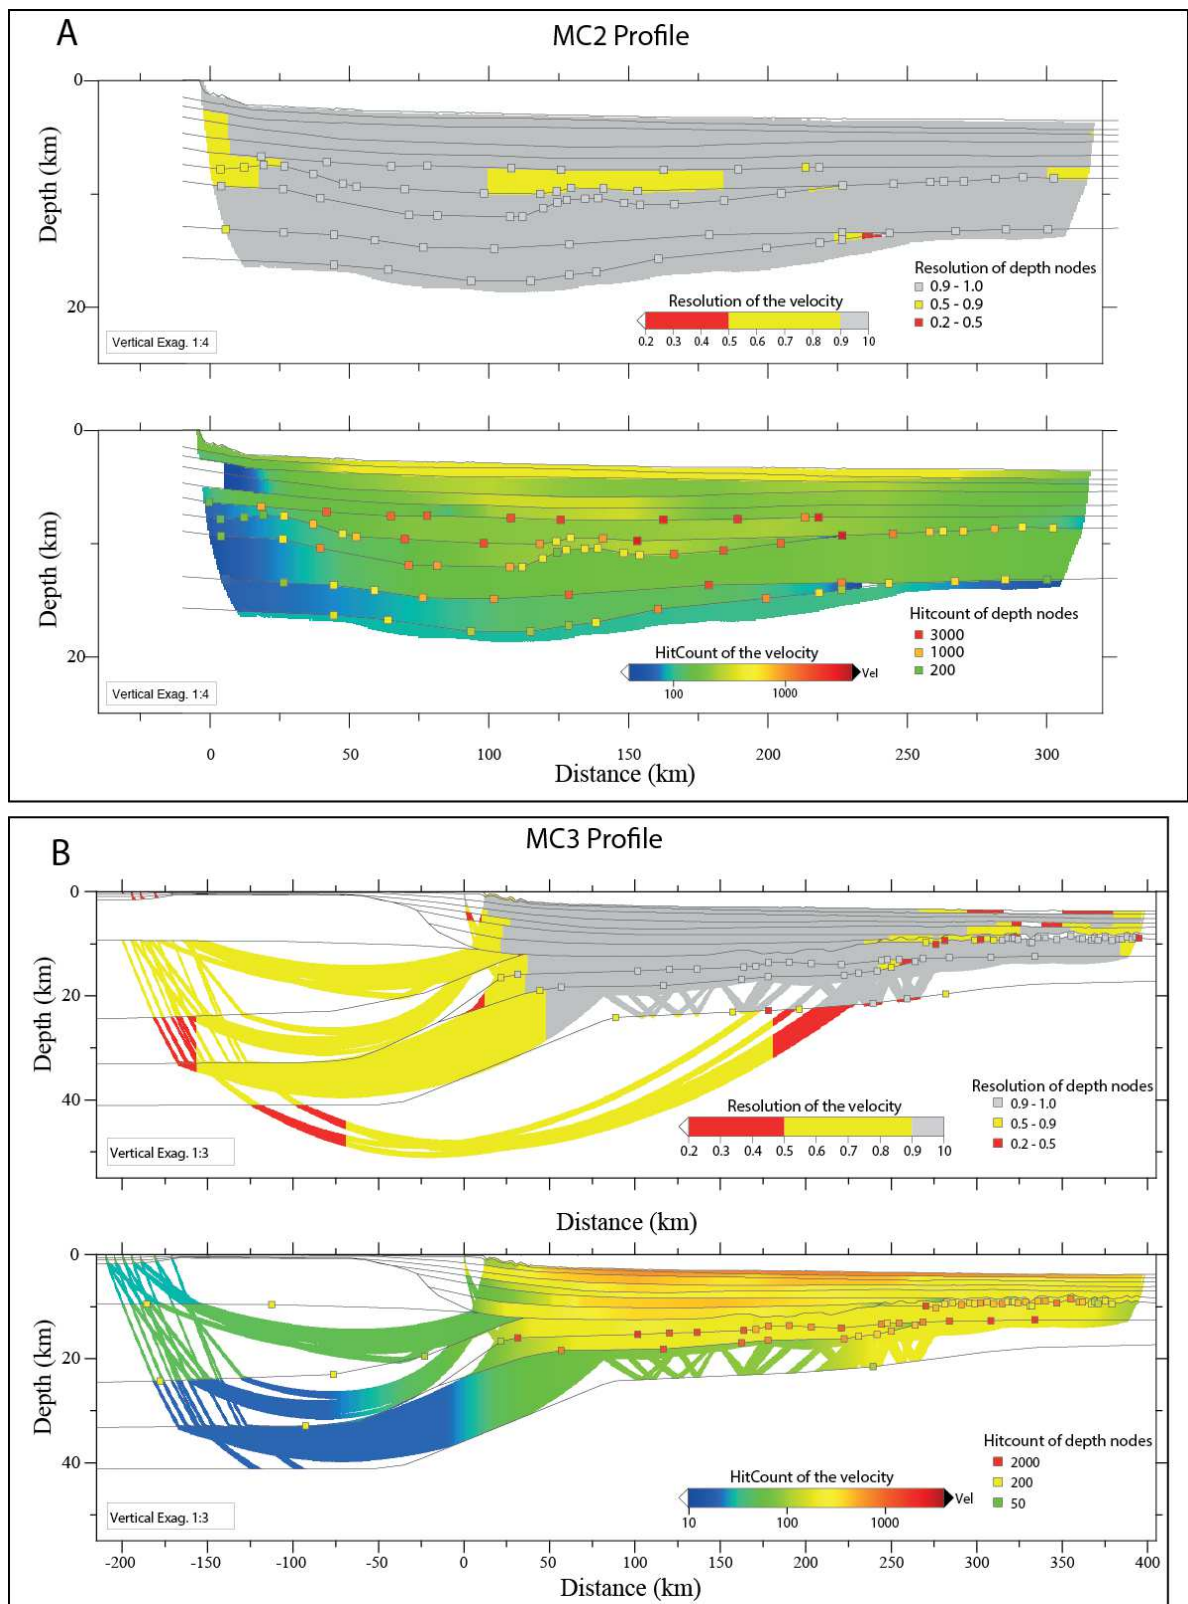 A
MC2 Profile
0
20
Depth (km)
Resolution of depth nodes
0.9 - 1.0
0.5 - 0.9
0.2 - 0.5
Resolution of the velocity
0.2 0.3 0.4 0.5 0.6 0.7 0.8 0.9 10
Vertical Exag. 1:4
0
20
Depth (km)
Hitcount of depth nodes
3000
1000
200
HitCount of the velocity
Vel
100 1000
Vertical Exag. 1:4
0 50 100 150 200 250 300
Distance (km)
B
MC3 Profile
0
20
40
Depth (km)
Resolution of depth nodes
0.9 - 1.0
0.5 - 0.9
0.2 - 0.5
Resolution of the velocity
0.2 0.3 0.4 0.5 0.6 0.7 0.8 0.9 10
Vertical Exag. 1:3
Distance (km)
0
20
40
Depth (km)
Hitcount of depth nodes
2000
200
50
HitCount of the velocity
Vel
10 100 1000
Vertical Exag. 1:3
-200 -150 -100 -50 0 50 100 150 200 250 300 350 400
Distance (km)